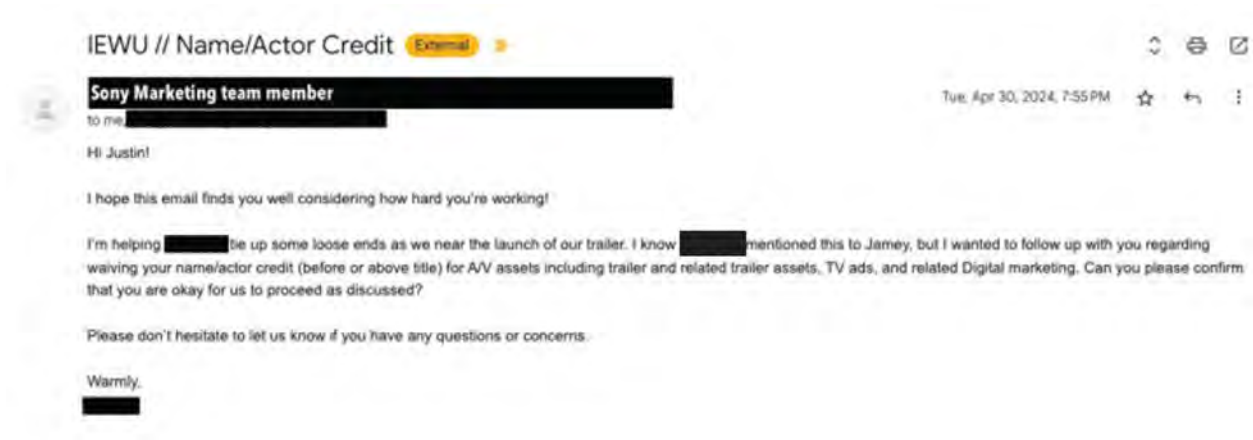 IEWU // Name/Actor Credit External
Sony Marketing team member
Tue, Apr 30, 2024, 7:55 PM
to me,
Hi Justin!
I hope this email finds you well considering how hard you're working!
I'm helping tie up some loose ends as we near the launch of our trailer. I know mentioned this to Jamey, but I wanted to follow up with you regarding
waiving your name/actor credit (before or above title) for A/V assets including trailer and related trailer assets, TV ads, and related Digital marketing. Can you please confirm
that you are okay for us to proceed as discussed?
Please don't hesitate to let us know if you have any questions or concerns.
Warmly,